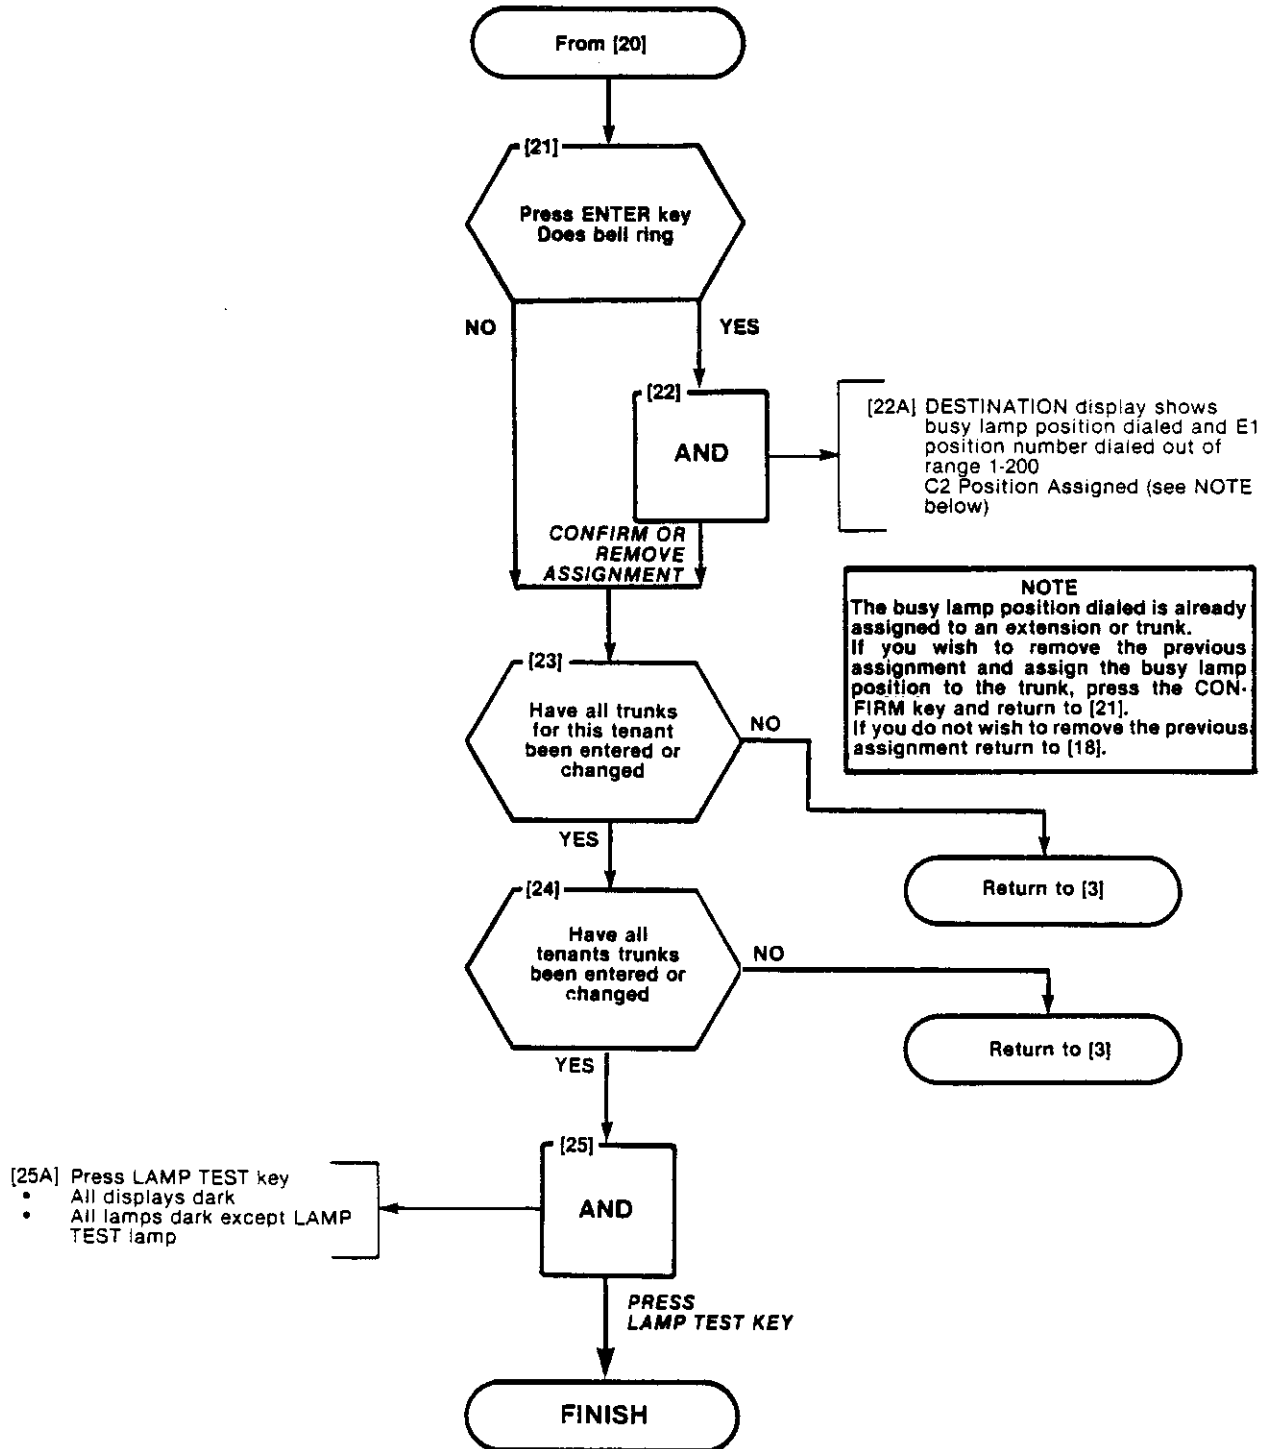 From [20]
[21]
Press ENTER key
Does bell ring
NO
YES
[22]
AND
[22A] DESTINATION display shows
busy lamp position dialed and E1
position number dialed out of
range 1-200
C2 Position Assigned (see NOTE
below)
CONFIRM OR
REMOVE
ASSIGNMENT
NOTE
The busy lamp position dialed is already
assigned to an extension or trunk.
If you wish to remove the previous
assignment and assign the busy lamp
position to the trunk, press the CON-
FIRM key and return to [21].
If you do not wish to remove the previous
assignment return to [18].
[23]
Have all trunks
for this tenant
been entered or
changed
NO
YES
Return to [3]
[24]
Have all
tenants trunks
been entered or
changed
NO
YES
Return to [3]
[25]
AND
[25A] Press LAMP TEST key
• All displays dark
• All lamps dark except LAMP
TEST lamp
PRESS
LAMP TEST KEY
FINISH